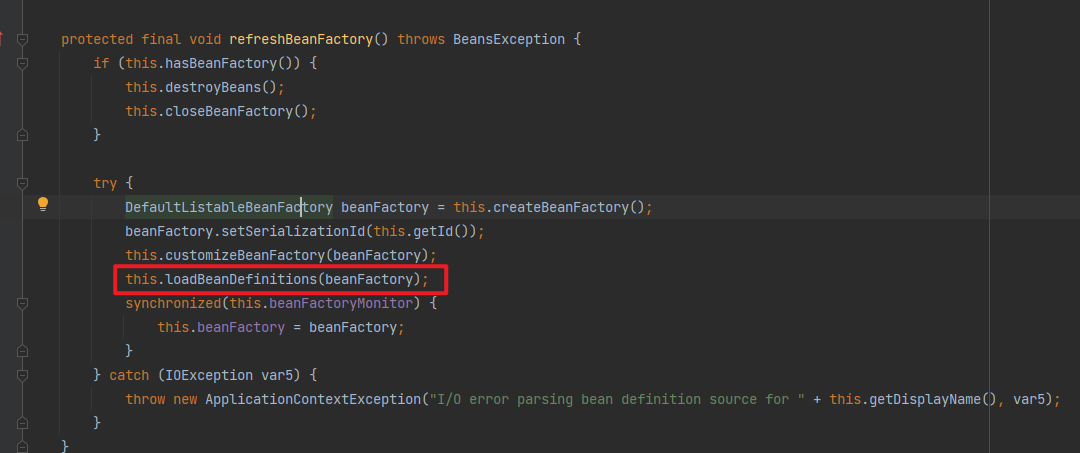 protected final void refreshBeanFactory() throws BeansException {
if (this.hasBeanFactory()) {
this.destroyBeans();
this.closeBeanFactory();
}
try {
DefaultListableBeanFactory beanFactory = this.createBeanFactory();
beanFactory.setSerializationId(this.getId());
this.customizeBeanFactory(beanFactory);
this.loadBeanDefinitions(beanFactory);
synchronized(this.beanFactoryMonitor) {
this.beanFactory = beanFactory;
}
} catch (IOException var5) {
throw new ApplicationContextException("I/O error parsing bean definition source for " + this.getDisplayName(), var5);
}
}